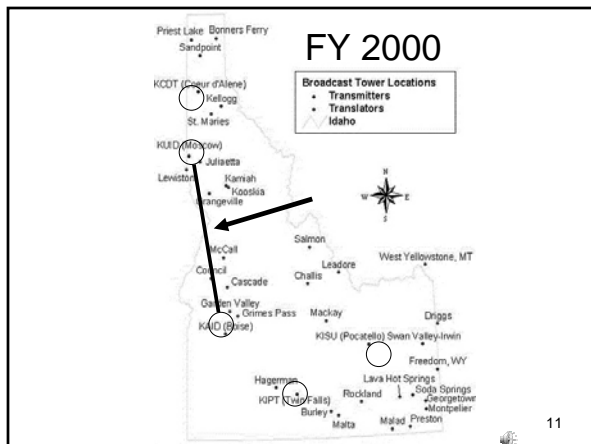 FY 2000
Priest Lake
Bonners Ferry
Sandpoint
Broadcast Tower Locations
Transmitters
Translators
Idaho
KCDT (Coeur d'Alene)
Kellogg
St. Maries
KUID (Moscow)
Juliaetta
Lewiston
Kamiah
Kooskia
Grangeville
N
W
E
S
McCall
Salmon
Leadore
West Yellowstone, MT
Council
Cascade
Challis
Garden Valley
Grimes Pass
Mackay
Driggs
KAID (Boise)
KISU (Pocatello)
Swan Valley-Irwin
Freedom, WY
Hagerman
Lava Hot Springs
Soda Springs
KIPT (Twin Falls)
Rockland
Georgetown
Montpelier
Burley
Malta
Malad
Preston
11